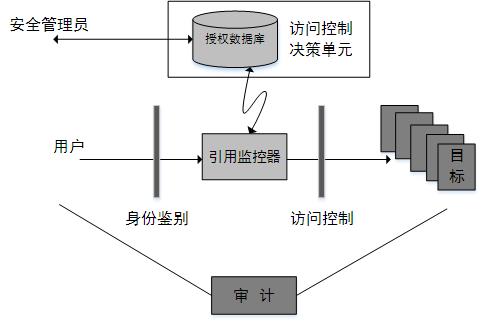 安全管理员
授权数据库
访问控制
决策单元
用户
引用监控器
目
标
身份鉴别
访问控制
审 计